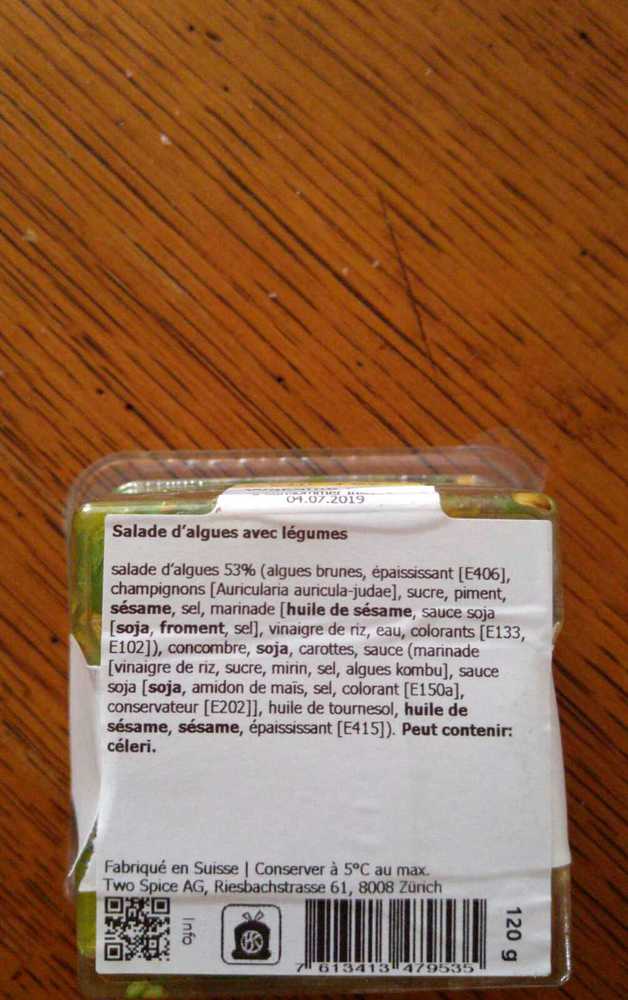 04.07.2019
Salade d'algues avec légumes
salade d'algues 53% (algues brunes, épaississant [E406],
champignons [Auricularia auricula-judae], sucre, piment,
sésame, sel, marinade [huile de sésame, sauce soja
[soja, froment, sel], vinaigre de riz, eau, colorants [E133,
E102]), concombre, soja, carottes, sauce (marinade
[vinaigre de riz, sucre, mirin, sel, algues kombu], sauce
soja [soja, amidon de maïs, sel, colorant [E150a],
conservateur [E202]], huile de tournesol, huile de
sésame, sésame, épaississant [E415]). Peut contenir:
céleri.
Fabriqué en Suisse | Conserver à 5°C au max.
Two Spice AG, Riesbachstrasse 61, 8008 Zürich
Info
7 613413 479535
120 g